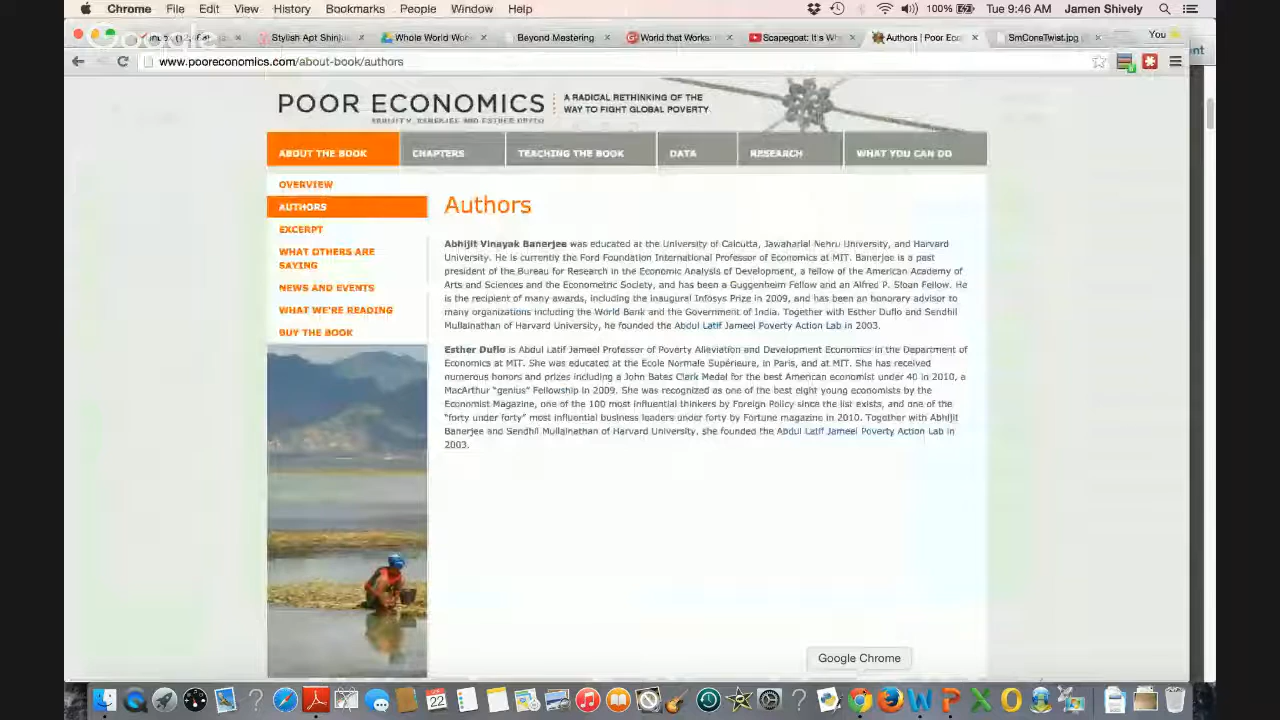 Chrome File Edit View History Bookmarks People Window Help 100% Tue 9:46 AM Jamen Shively
Google
Stylish Apt Shinju Whole World Wo Beyond Mastering World that Works: Scapegoat: It's Wh Authors | Poor Eco SmConeTwist.jpg You
www.pooreconomics.com/about-book/authors
POOR ECONOMICS
A RADICAL RETHINKING OF THE
WAY TO FIGHT GLOBAL POVERTY
ABHIJIT V. BANERJEE AND ESTHER DUFLO
ABOUT THE BOOK CHAPTERS TEACHING THE BOOK DATA RESEARCH WHAT YOU CAN DO
OVERVIEW
AUTHORS
EXCERPT
WHAT OTHERS ARE
SAYING
NEWS AND EVENTS
WHAT WE'RE READING
BUY THE BOOK
Authors
Abhijit Vinayak Banerjee was educated at the University of Calcutta, Jawaharlal Nehru University, and Harvard
University. He is currently the Ford Foundation International Professor of Economics at MIT. Banerjee is a past
president of the Bureau for Research in the Economic Analysis of Development, a fellow of the American Academy of
Arts and Sciences and the Econometric Society, and has been a Guggenheim Fellow and an Alfred P. Sloan Fellow. He
is the recipient of many awards, including the inaugural Infosys Prize in 2009, and has been an honorary advisor to
many organizations including the World Bank and the Government of India. Together with Esther Duflo and Sendhil
Mullainathan of Harvard University, he founded the Abdul Latif Jameel Poverty Action Lab in 2003.
Esther Duflo is Abdul Latif Jameel Professor of Poverty Alleviation and Development Economics in the Department of
Economics at MIT. She was educated at the Ecole Normale Supérieure, in Paris, and at MIT. She has received
numerous honors and prizes including a John Bates Clark Medal for the best American economist under 40 in 2010, a
MacArthur “genius” Fellowship in 2009. She was recognized as one of the best eight young economists by the
Economist Magazine, one of the 100 most influential thinkers by Foreign Policy since the list exists, and one of the
“forty under forty” most influential business leaders under forty by Fortune magazine in 2010. Together with Abhijit
Banerjee and Sendhil Mullainathan of Harvard University, she founded the Abdul Latif Jameel Poverty Action Lab in
2003.
Google Chrome
22